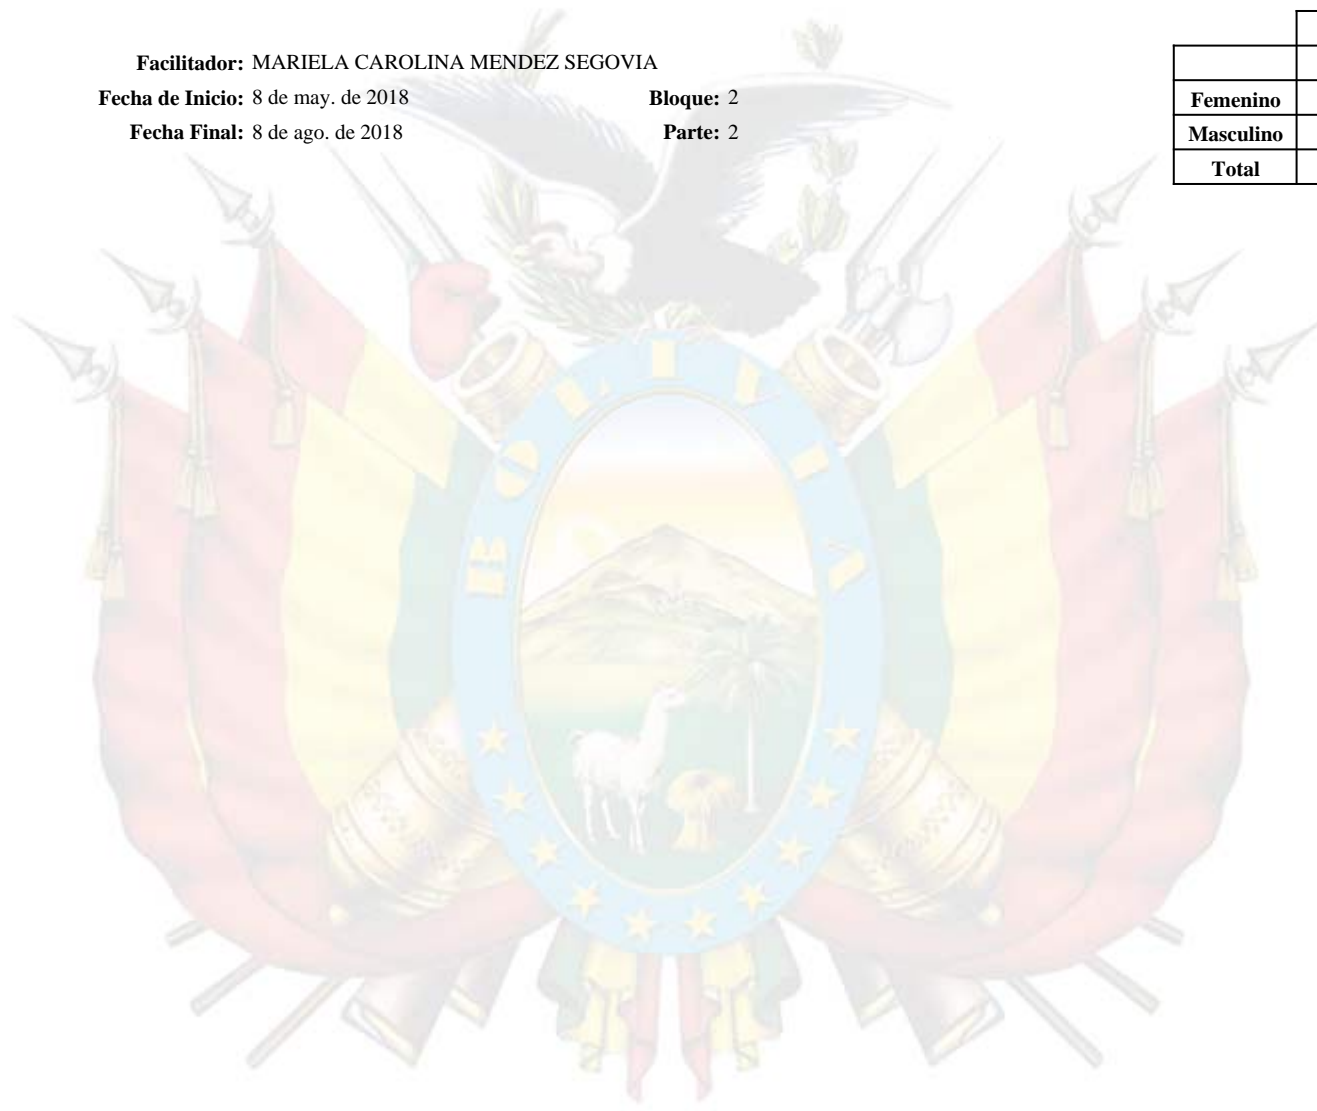 Facilitador: MARIELA CAROLINA MENDEZ SEGOVIA
Fecha de Inicio: 8 de may. de 2018 Bloque: 2
Fecha Final: 8 de ago. de 2018 Parte: 2
Femenino
Masculino
Total
BOLIVIA